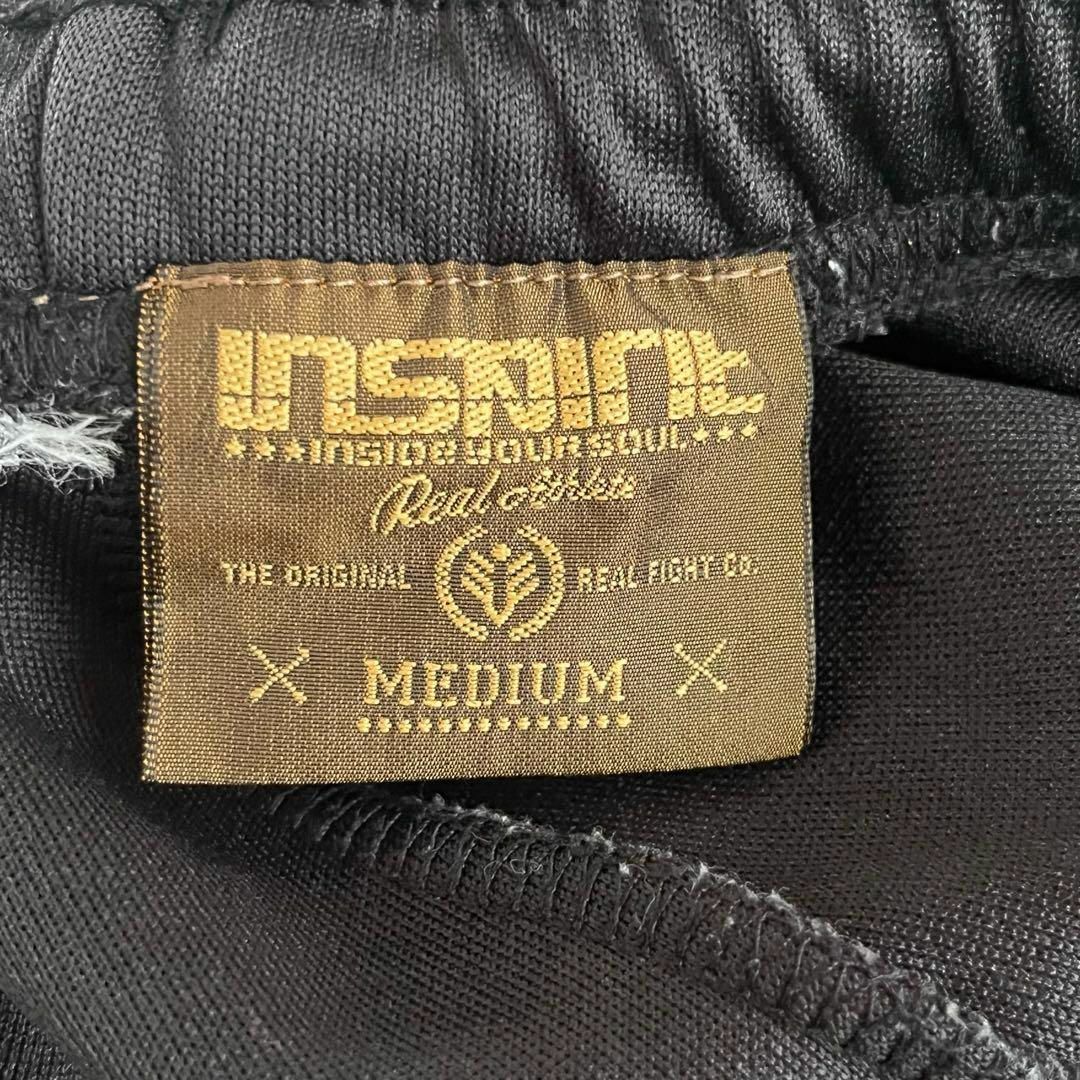 inspirit
INSIDE YOUR SOUL
Real athlete
THE ORIGINAL REAL FIGHT CO.
MEDIUM